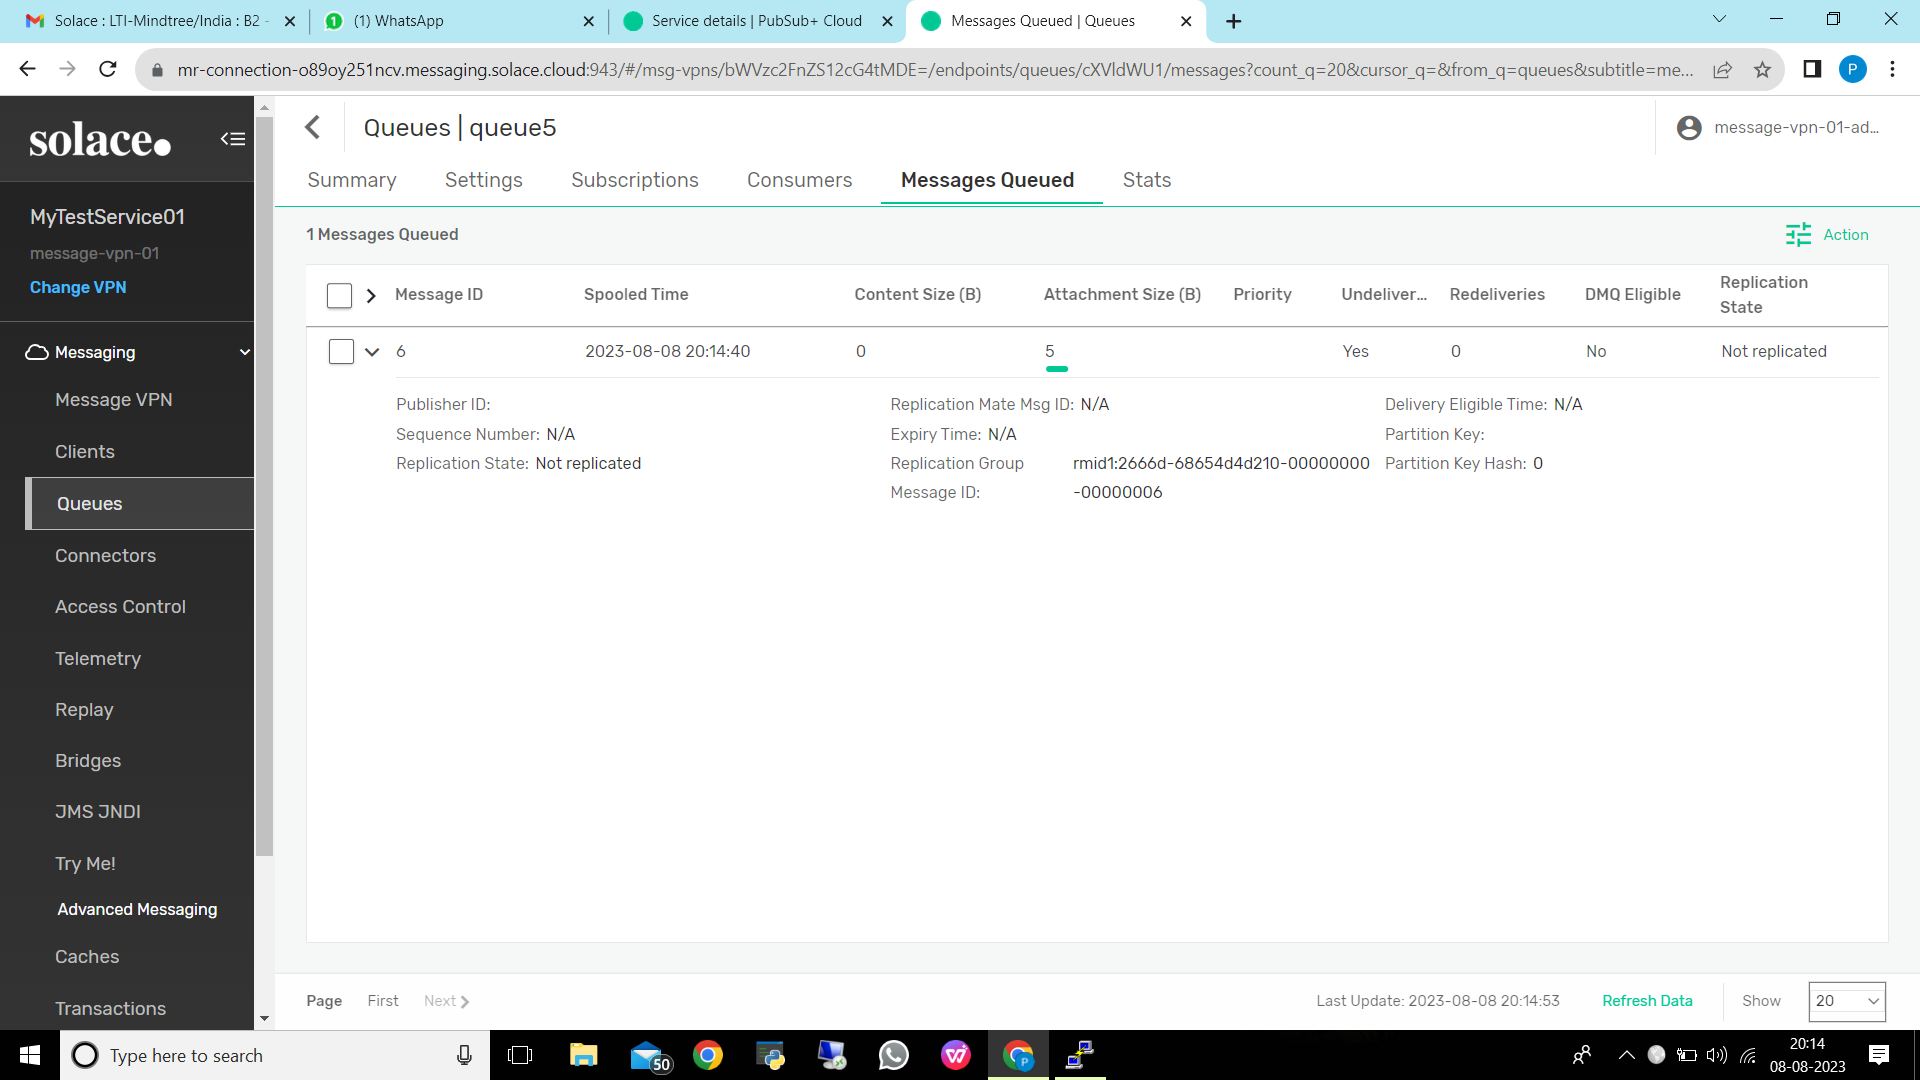 Solace : LTI-Mindtree/India : B2 -
(1) WhatsApp
Service details | PubSub+ Cloud
Messages Queued | Queues
mr-connection-o89oy251ncv.messaging.solace.cloud:943/#/msg-vpns/bWVzc2FnZS12cG4tMDE=/endpoints/queues/cXVldWU1/messages?count_q=20&cursor_q=&from_q=queues&subtitle=me...
P
solace.
Queues | queue5
message-vpn-01-ad...
Summary
Settings
Subscriptions
Consumers
Messages Queued
Stats
MyTestService01
message-vpn-01
Change VPN
Messaging
Message VPN
Clients
Queues
Connectors
Access Control
Telemetry
Replay
Bridges
JMS JNDI
Try Me!
Advanced Messaging
Caches
Transactions
1 Messages Queued
Action
Message ID
Spooled Time
Content Size (B)
Attachment Size (B)
Priority
Undeliver...
Redeliveries
DMQ Eligible
Replication
State
6
2023-08-08 20:14:40
0
5
Yes
0
No
Not replicated
Publisher ID:
Sequence Number: N/A
Replication State: Not replicated
Replication Mate Msg ID: N/A
Expiry Time: N/A
Replication Group rmid1:2666d-68654d4d210-00000000
Message ID: -00000006
Delivery Eligible Time: N/A
Partition Key:
Partition Key Hash: 0
Page First Next
Last Update: 2023-08-08 20:14:53
Refresh Data
Show
20
Type here to search
50
P
20:14
08-08-2023